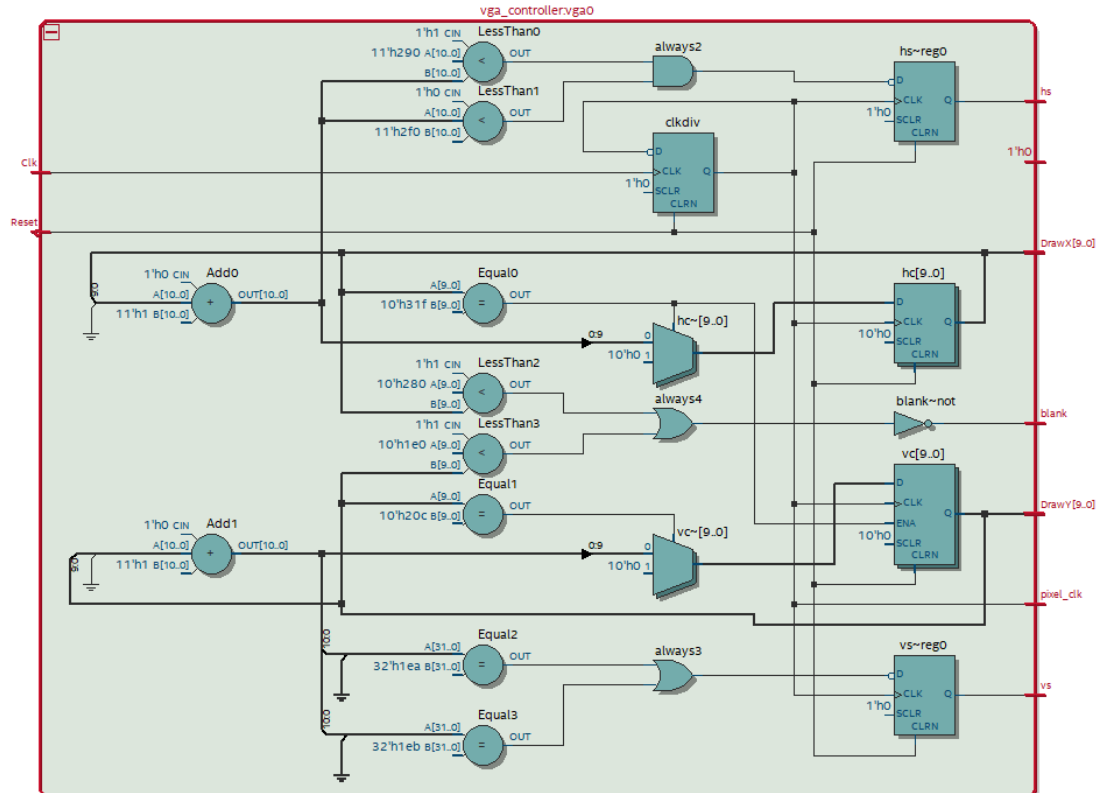 vga_controller:vga0
1'h1 CIN LessThan0
11'h290 A[10..0] < OUT
B[10..0]
1'h0 CIN LessThan1
A[10..0] < OUT
11'h2f0 B[10..0]
always2
hs~reg0
D
CLK Q
1'h0 SCLR
CLRN
hs
1'h0
clkdiv
D
CLK Q
1'h0 SCLR
CLRN
Clk
Reset
DrawX[9..0]
Add0
1'h0 CIN
9:0 A[10..0] + OUT[10..0]
11'h1 B[10..0]
Equal0
A[9..0] = OUT
10'h31f B[9..0]
hc~[9..0]
0:9 0
10'h0 1
hc[9..0]
D
CLK Q
10'h0 SCLR
CLRN
LessThan2
1'h1 CIN
10'h280 A[9..0] < OUT
B[9..0]
LessThan3
1'h1 CIN
10'h1e0 A[9..0] < OUT
B[9..0]
always4
blank~not
blank
Equal1
A[9..0] = OUT
10'h20c B[9..0]
Add1
1'h0 CIN
9:0 A[10..0] + OUT[10..0]
11'h1 B[10..0]
vc~[9..0]
0:9 0
10'h0 1
vc[9..0]
D
CLK Q
ENA
10'h0 SCLR
CLRN
DrawY[9..0]
pixel_clk
Equal2
10:0 A[31..0] = OUT
32'h1ea B[31..0]
Equal3
10:0 A[31..0] = OUT
32'h1eb B[31..0]
always3
vs~reg0
D
CLK Q
1'h0 SCLR
CLRN
vs